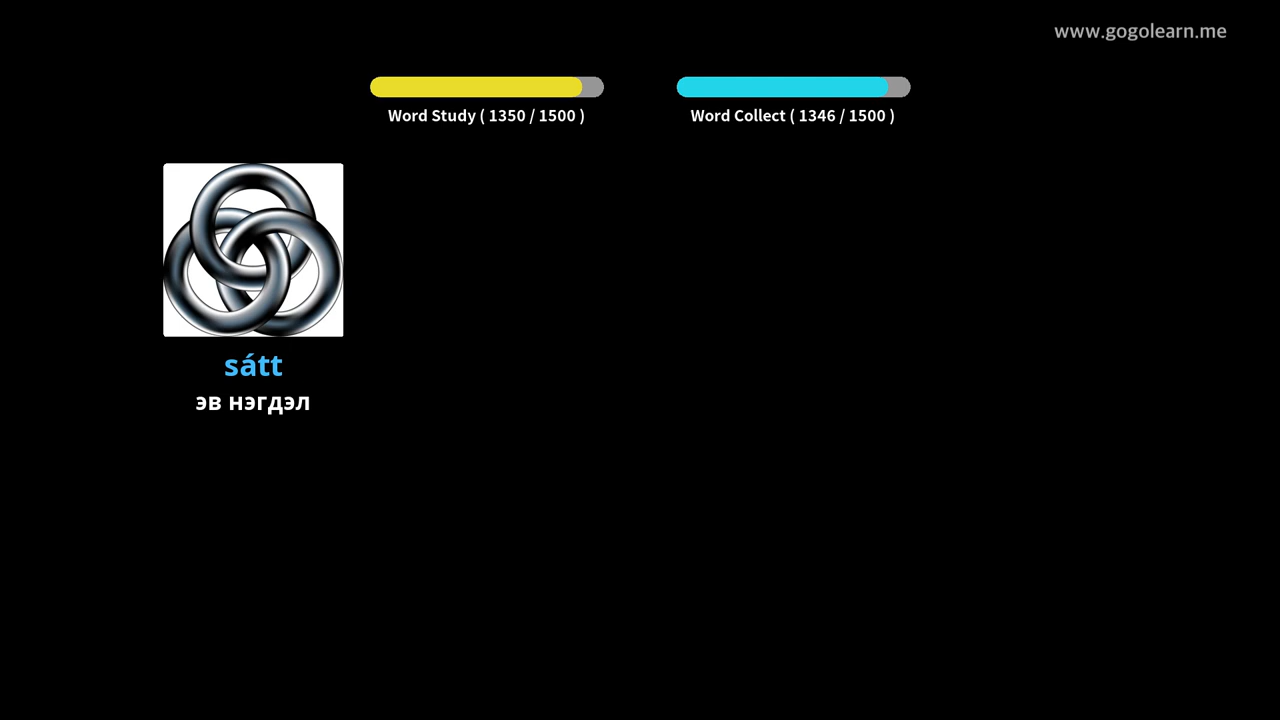 www.gogolearn.me
Word Study ( 1350 / 1500 )
Word Collect ( 1346 / 1500 )
sátt
эв нэгдэл